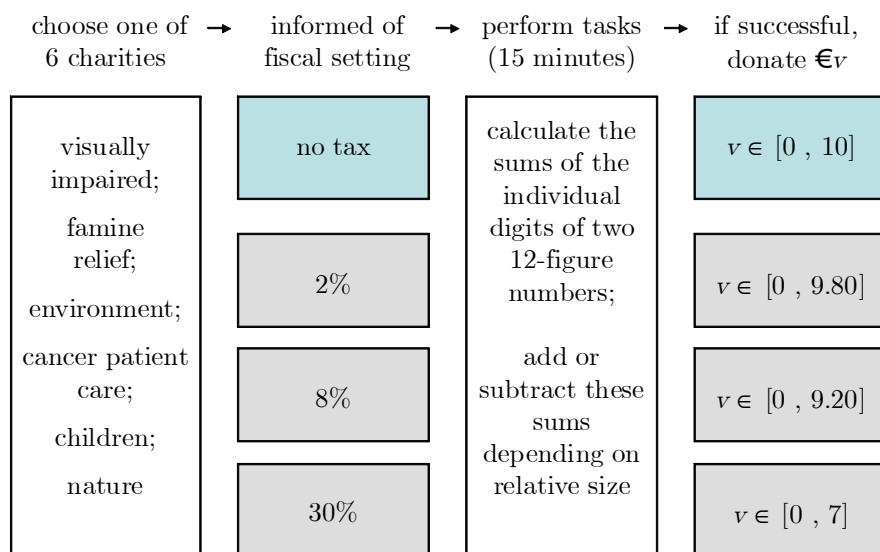 choose one of
6 charities
→
informed of
fiscal setting
→
perform tasks
(15 minutes)
→
if successful,
donate €v
visually
impaired;
famine
relief;
environment;
cancer patient
care;
children;
nature
no tax
2%
8%
30%
calculate the
sums of the
individual
digits of two
12-figure
numbers;
add or
subtract these
sums
depending on
relative size
v ∈ [0 , 10]
v ∈ [0 , 9.80]
v ∈ [0 , 9.20]
v ∈ [0 , 7]